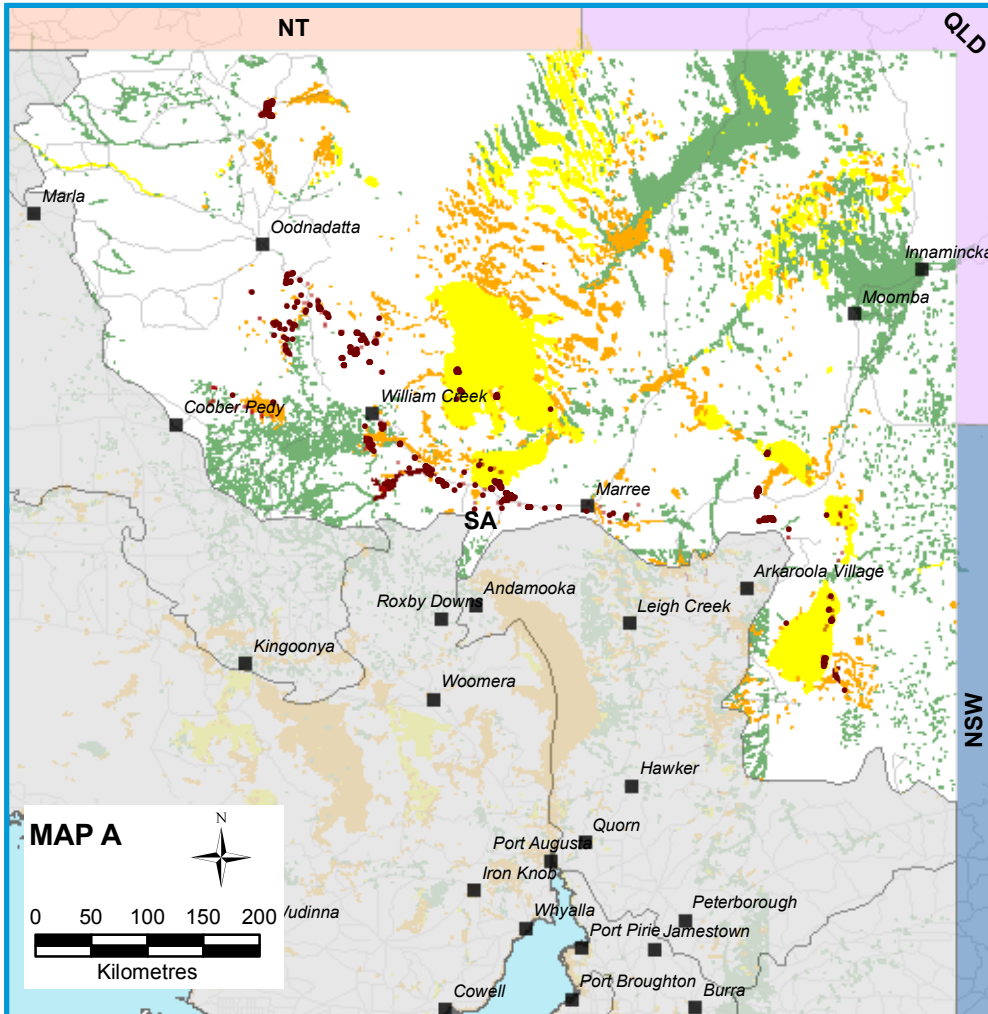 NT
QLD
Marla
Oodnadatta
Innamincka
Moomba
Coober Pedy
William Creek
Marree
SA
Arkaroola Village
Andamooka
Roxby Downs
Leigh Creek
Kingoonya
Woomera
NSW
Hawker
MAP A
N
Quorn
Port Augusta
Iron Knob
0 50 100 150 200
Kilometres
Peterborough
Whyalla
Port Pirie
Jamestown
Port Broughton
Cowell
Burra